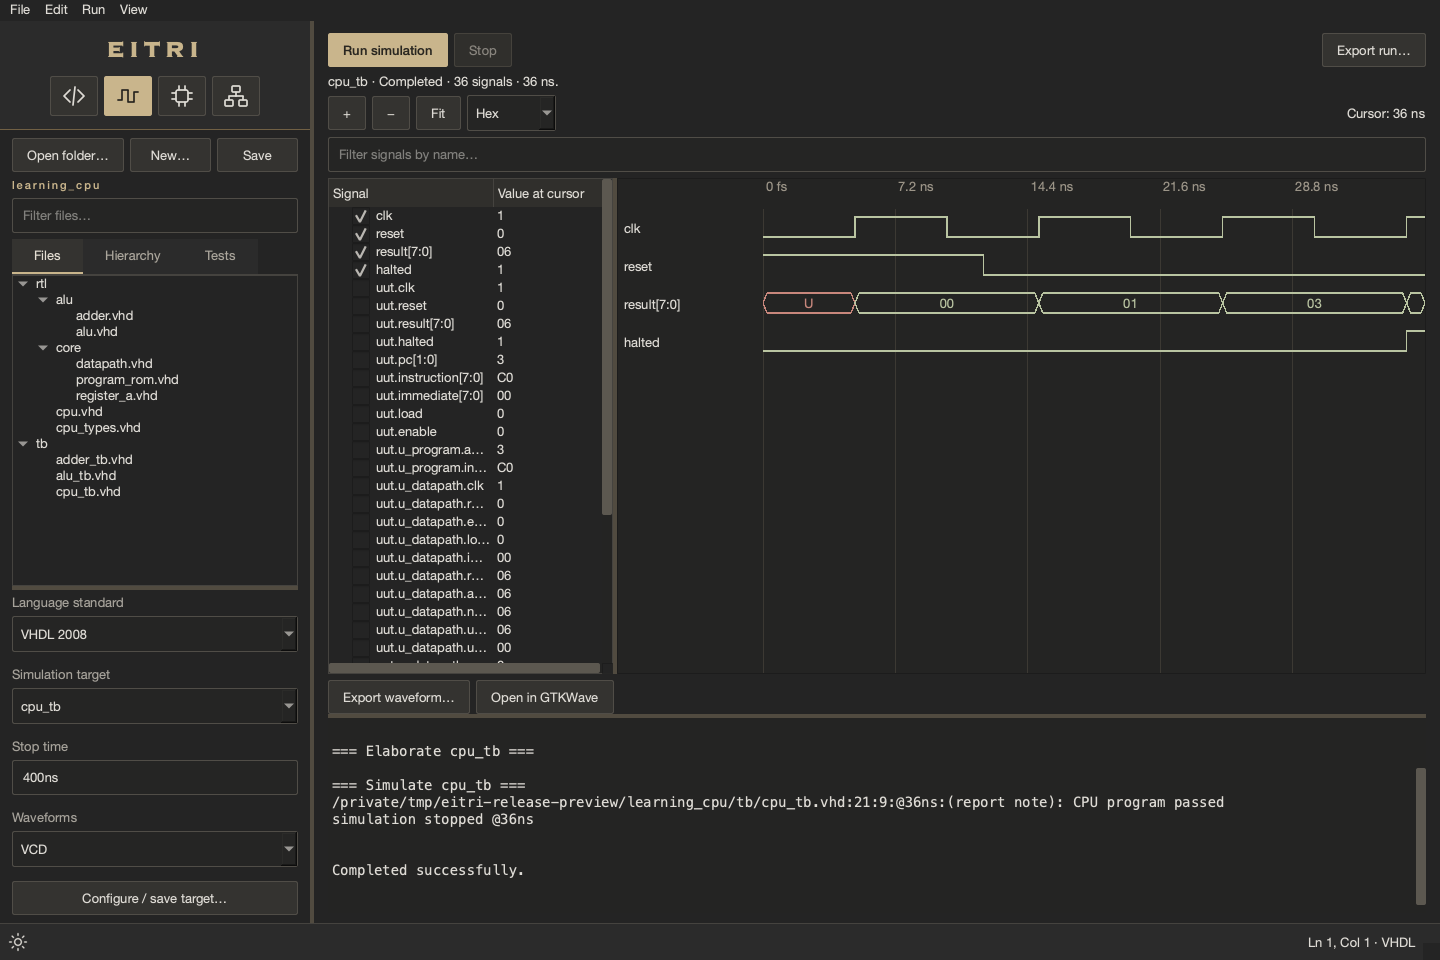 File Edit Run View
EITRI
Open folder... New... Save
learning_cpu
Filter files...
Files Hierarchy Tests
rtl
alu
adder.vhd
alu.vhd
core
datapath.vhd
program_rom.vhd
register_a.vhd
cpu.vhd
cpu_types.vhd
tb
adder_tb.vhd
alu_tb.vhd
cpu_tb.vhd
Language standard
VHDL 2008
Simulation target
cpu_tb
Stop time
400ns
Waveforms
VCD
Configure / save target...
Run simulation Stop Export run...
cpu_tb · Completed · 36 signals · 36 ns.
+ − Fit Hex Cursor: 36 ns
Filter signals by name...
Signal Value at cursor
clk 1
reset 0
result[7:0] 06
halted 1
uut.clk 1
uut.reset 0
uut.result[7:0] 06
uut.halted 1
uut.pc[1:0] 3
uut.instruction[7:0] C0
uut.immediate[7:0] 00
uut.load 0
uut.enable 0
uut.u_program.a... 3
uut.u_program.in... C0
uut.u_datapath.clk 1
uut.u_datapath.r... 0
uut.u_datapath.e... 0
uut.u_datapath.lo... 0
uut.u_datapath.i... 00
uut.u_datapath.r... 06
uut.u_datapath.a... 06
uut.u_datapath.n... 06
uut.u_datapath.u... 06
uut.u_datapath.u... 00
0 fs 7.2 ns 14.4 ns 21.6 ns 28.8 ns
clk
reset
result[7:0] U 00 01 03
halted
Export waveform... Open in GTKWave
=== Elaborate cpu_tb ===
=== Simulate cpu_tb ===
/private/tmp/eitri-release-preview/learning_cpu/tb/cpu_tb.vhd:21:9:@36ns:(report note): CPU program passed
simulation stopped @36ns
Completed successfully.
Ln 1, Col 1 · VHDL